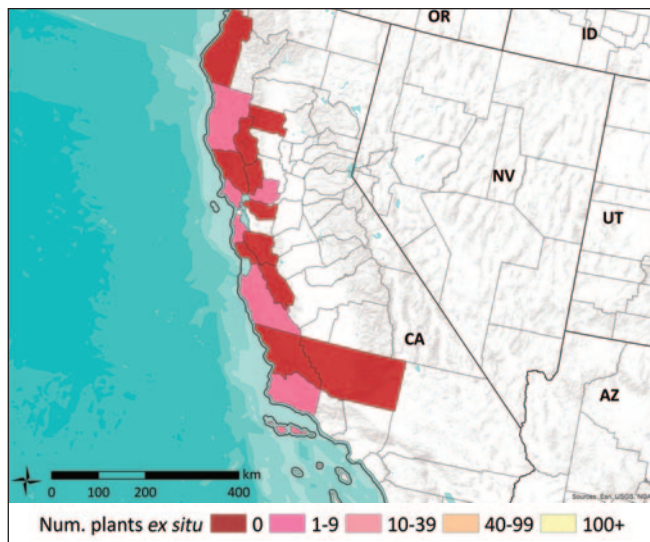 OR
ID
NV
UT
CA
AZ
km
0 100 200 400
Sources: Esri, USGS, NOAA
Num. plants ex situ 0 1-9 10-39 40-99 100+